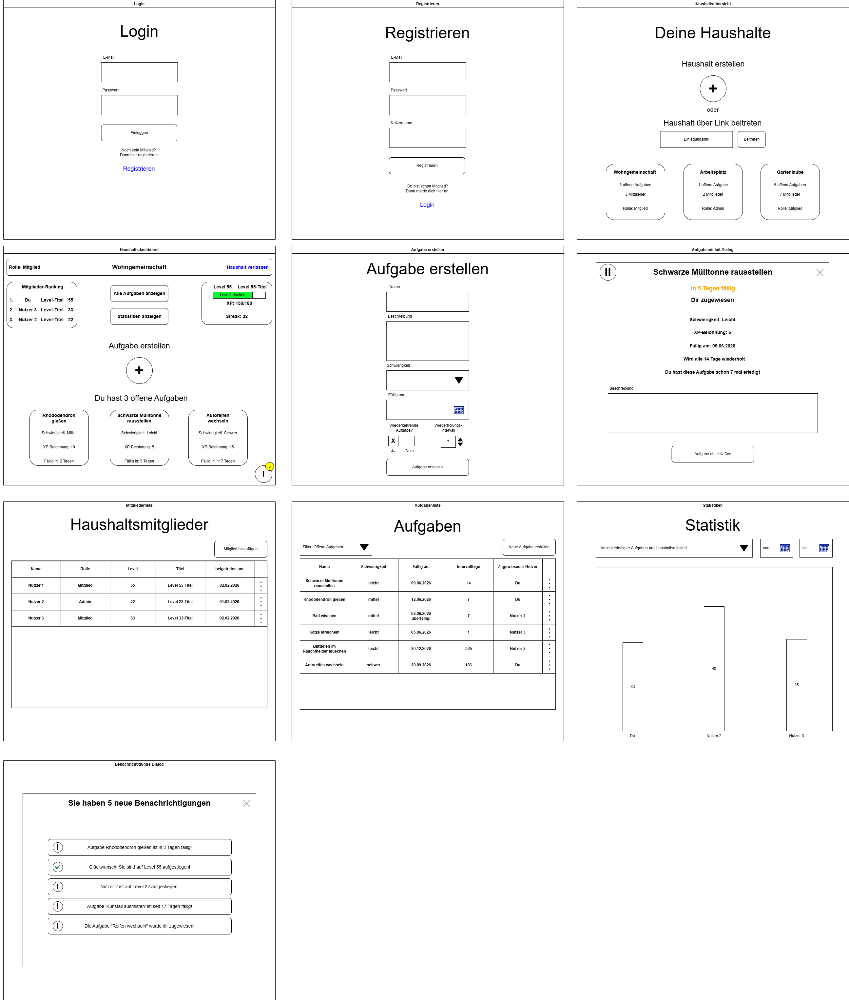 Login
Login
E-Mail
Passwort
Einloggen
Noch kein Mitglied?
Dann hier registrieren:
Registrieren
Registrieren
Registrieren
E-Mail
Passwort
Nutzername
Registrieren
Du bist schon Mitglied?
Dann melde dich hier an:
Login
Haushaltsübersicht
Deine Haushalte
Haushalt erstellen
+
oder
Haushalt über Link beitreten
Einladungslink Beitreten
Wohngemeinschaft
3 offene Aufgaben
3 Mitglieder
Rolle: Mitglied
Arbeitsplatz
1 offene Aufgabe
2 Mitglieder
Rolle: Admin
Gartenlaube
5 offene Aufgaben
7 Mitglieder
Rolle: Mitglied
Haushaltsdashboard
Rolle: Mitglied Wohngemeinschaft Haushalt verlassen
Mitglieder-Ranking
1. Du Level-Titel 55
2. Nutzer 3 Level-Titel 33
3. Nutzer 2 Level-Titel 22
Alle Aufgaben anzeigen
Statistiken anzeigen
Level 55 Level 55-Titel
Levelfortschritt
XP: 150/180
Streak: 32
Aufgabe erstellen
+
Du hast 3 offene Aufgaben
Rhododendron
gießen
Schwierigkeit: Mittel
XP-Belohnung: 10
Fällig in: 2 Tagen
Schwarze Mülltonne
rausstellen
Schwierigkeit: Leicht
XP-Belohnung: 5
Fällig in: 5 Tagen
Autoreifen
wechseln
Schwierigkeit: Schwer
XP-Belohnung: 15
Fällig in: 117 Tagen
5
i
Aufgabe erstellen
Aufgabe erstellen
Name
Beschreibung
Schwierigkeit
Fällig am
Wiederkehrende
Aufgabe?
X
Ja Nein
Wiederholungs-
intervall
7
Aufgabe erstellen
Aufgabendetail-Dialog
Schwarze Mülltonne rausstellen
In 5 Tagen fällig
Dir zugewiesen
Schwierigkeit: Leicht
XP-Belohnung: 5
Fallig am: 09.06.2026
Wird alle 14 Tage wiederholt
Du hast diese Aufgabe schon 7 mal erledigt
Beschreibung
Aufgabe abschließen
Mitgliederliste
Haushaltsmitglieder
Mitglied hinzufügen
Name Rolle Level Titel beigetreten am
Nutzer 1 Mitglied 55 Level 55-Titel 02.02.2026
Nutzer 2 Admin 22 Level 22-Titel 01.02.2026
Nutzer 3 Mitglied 33 Level 33-Titel 02.02.2026
Aufgabenliste
Aufgaben
Filter: Offene Aufgaben Neue Aufgabe erstellen
Name Schwierigkeit Fällig am Intervalltage Zugewiesener Nutzer
Schwarze Mülltonne
rausstellen leicht 09.06.2026 14 Du
Rhododendron gießen mittel 12.06.2026 7 Du
Bad wischen mittel 02.06.2026
überfällig! 7 Nutzer 2
Katze streicheln leicht 05.06.2026 1 Nutzer 3
Batterien im
Rauchmelder tauschen leicht 20.12.2026 365 Nutzer 2
Autoreifen wechseln schwer 29.09.2026 183 Du
Statistiken
Statistik
Anzahl erledigter Aufgaben pro Haushaltsmitglied von bis
33 48 35
Du Nutzer 2 Nutzer 3
Benachrichtigungs-Dialog
Sie haben 5 neue Benachrichtigungen
! Aufgabe Rhododendron gießen ist in 2 Tagen fällig!
Glückwunsch! Sie sind auf Level 55 aufgestiegen!
i Nutzer 2 ist auf Level 22 aufgestiegen.
! Aufgabe 'Kuhstall ausmisten' ist seit 17 Tagen fällig!
i Die Aufgabe "Reifen wechseln" wurde dir zugewiesen!